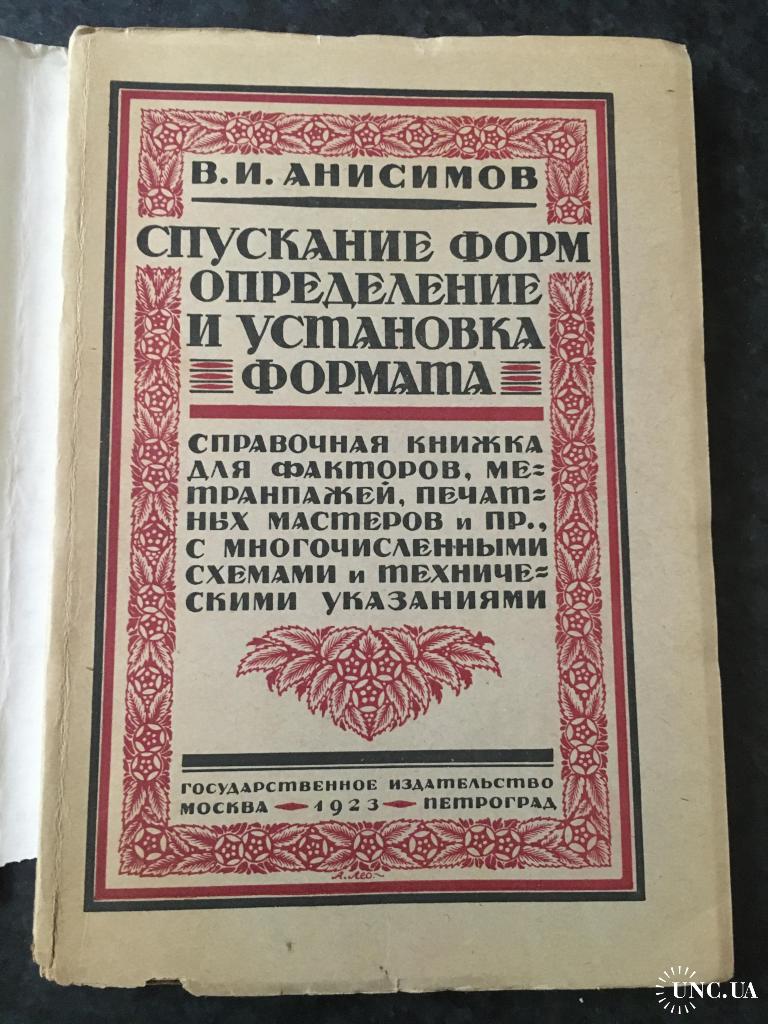 В. И. АНИСИМОВ
СПУСКАНИЕ ФОРМ
ОПРЕДЕЛЕНИЕ
И УСТАНОВКА
ФОРМАТА
СПРАВОЧНАЯ КНИЖКА
ДЛЯ ФАКТОРОВ, МЕ-
ТРАНПАЖЕЙ, ПЕЧАТ-
НЫХ МАСТЕРОВ и ПР.,
С МНОГОЧИСЛЕННЫМИ
СХЕМАМИ и ТЕХНИЧЕ-
СКИМИ УКАЗАНИЯМИ
ГОСУДАРСТВЕННОЕ ИЗДАТЕЛЬСТВО
МОСКВА — 1923 — ПЕТРОГРАД
А. Лео.
UNC.UA